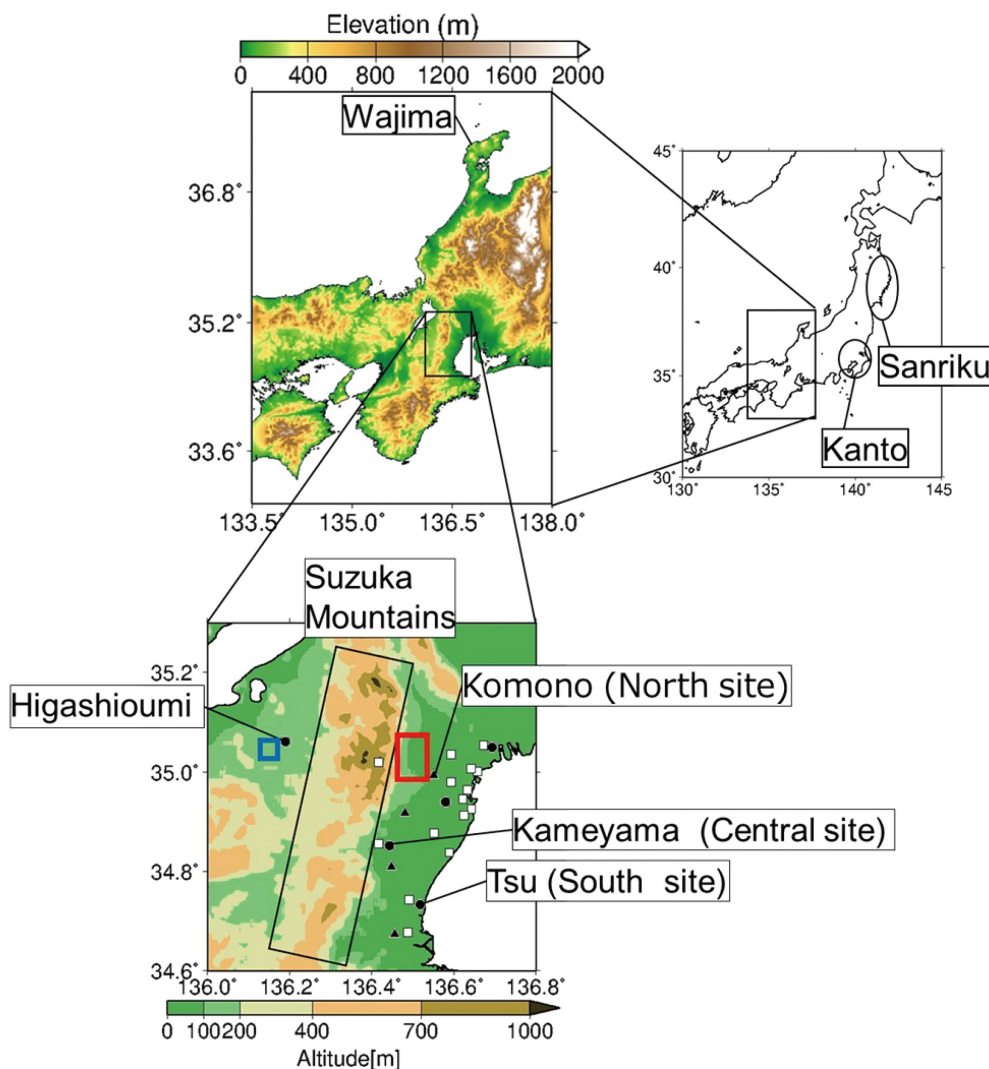 Elevation (m)
0 400 800 1200 1600 2000
Wajima
36.8°
35.2°
33.6°
133.5° 135.0° 136.5° 138.0°
45°
40°
35°
30°
130° 135° 140° 145°
Sanriku
Kanto
Suzuka
Mountains
Komono (North site)
Higashioumi
Kameyama (Central site)
Tsu (South site)
35.2°
35.0°
34.8°
34.6°
136.0° 136.2° 136.4° 136.6° 136.8°
0 100 200 400 700 1000
Altitude[m]